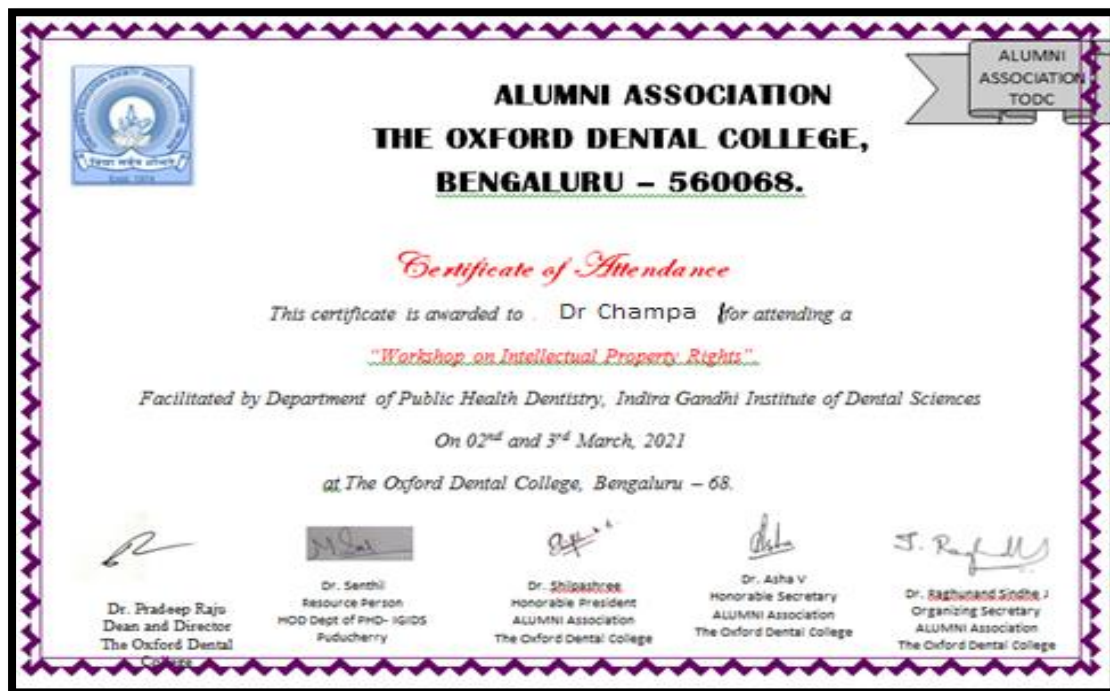 ALUMNI
ASSOCIATION
TODC
ALUMNI ASSOCIATION
THE OXFORD DENTAL COLLEGE,
BENGALURU – 560068.
Certificate of Attendance
This certificate is awarded to . Dr Champa for attending a
"Workshop on Intellectual Property Rights".
Facilitated by Department of Public Health Dentistry, Indira Gandhi Institute of Dental Sciences
On 02nd and 3rd March, 2021
at The Oxford Dental College, Bengaluru – 68.
Dr. Pradeep Raju
Dean and Director
The Oxford Dental
College
Dr. Senthil
Resource Person
HOD Dept of PHD- IGIDS
Puducherry
Dr. Shilpashree
Honorable President
ALUMNI Association
The Oxford Dental College
Dr. Asha V
Honorable Secretary
ALUMNI Association
The Oxford Dental College
J. Ragh
Dr. Raghunand Sindhe J
Organizing Secretary
ALUMNI Association
The Oxford Dental College